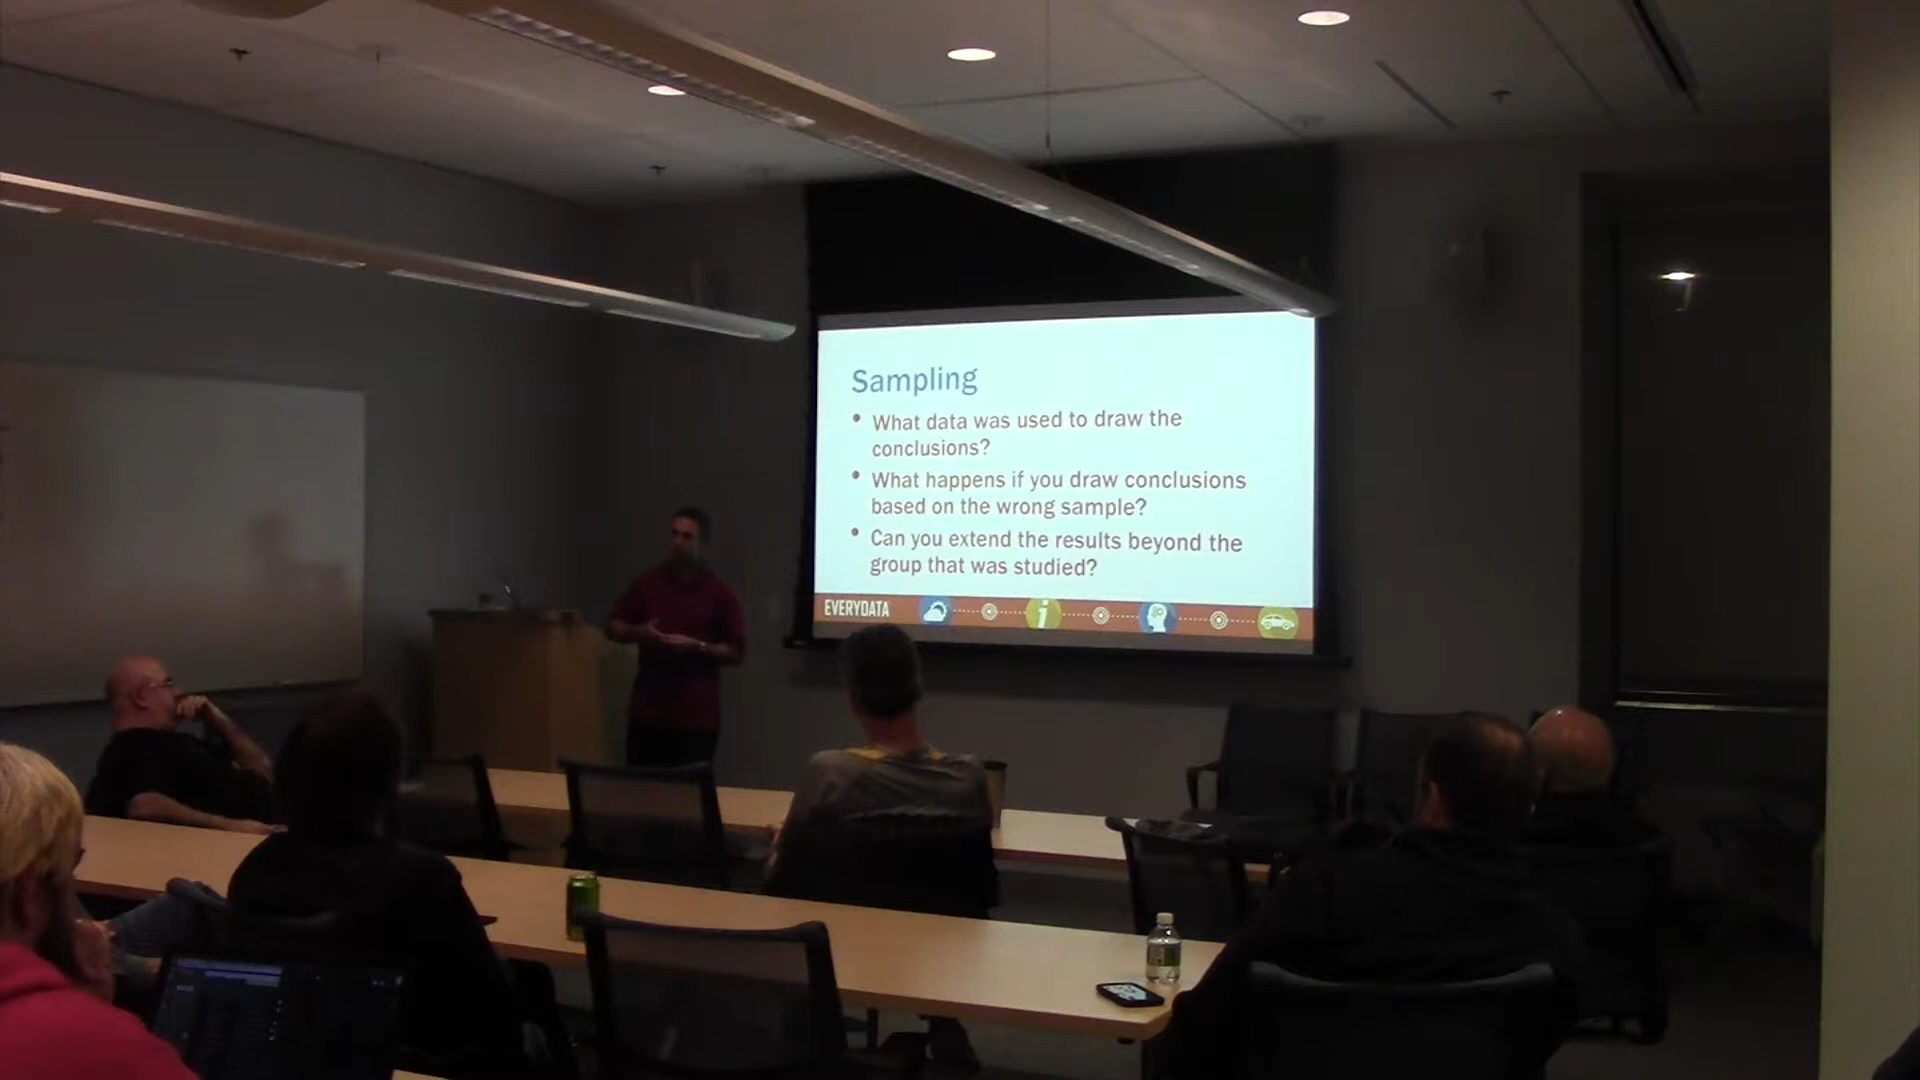 Sampling
• What data was used to draw the
conclusions?
• What happens if you draw conclusions
based on the wrong sample?
• Can you extend the results beyond the
group that was studied?
EVERYDATA
i